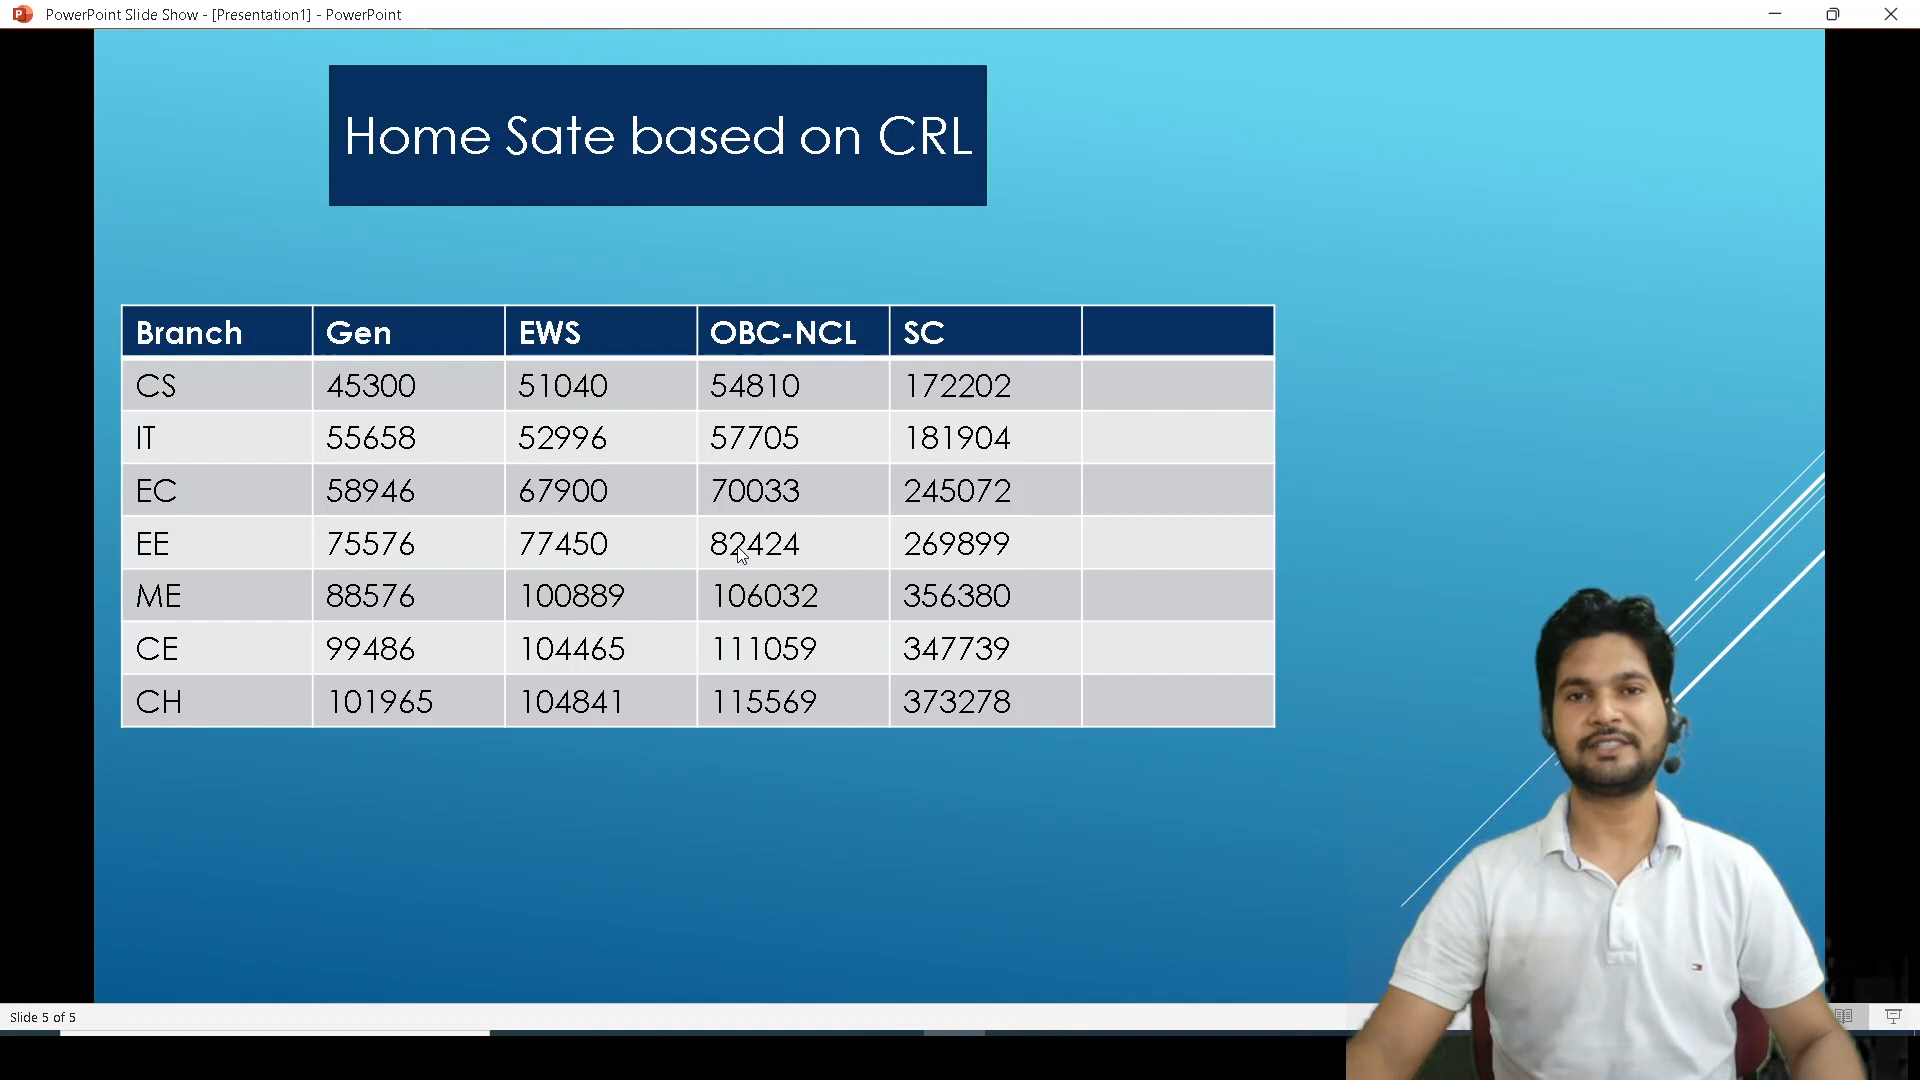 PowerPoint Slide Show - [Presentation1] - PowerPoint
Home Sate based on CRL
Branch Gen EWS OBC-NCL SC
CS 45300 51040 54810 172202
IT 55658 52996 57705 181904
EC 58946 67900 70033 245072
EE 75576 77450 82424 269899
ME 88576 100889 106032 356380
CE 99486 104465 111059 347739
CH 101965 104841 115569 373278
Slide 5 of 5